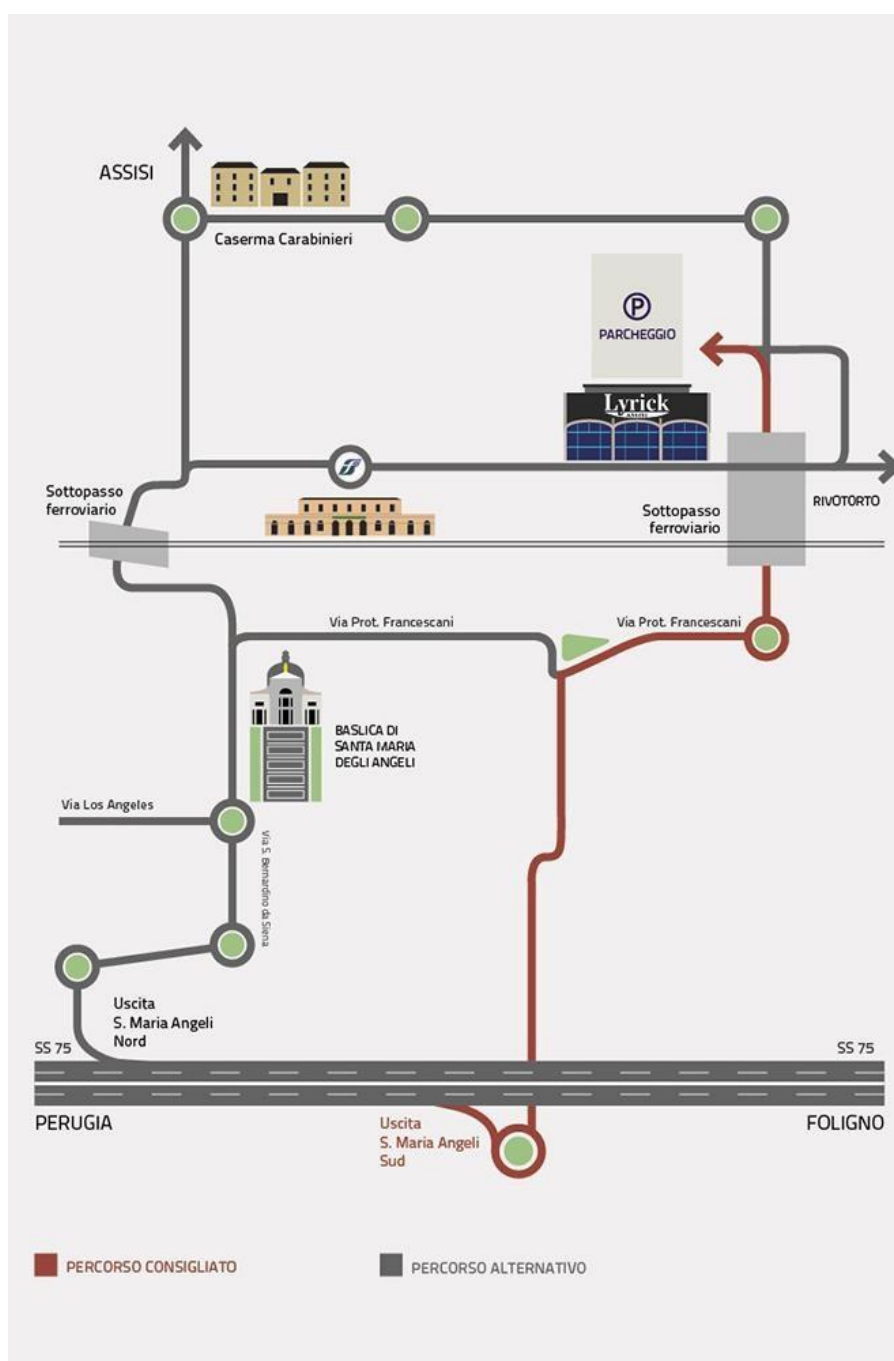 ASSISI
Caserma Carabinieri
P
PARCHEGGIO
Lyrick
Sottopasso
ferroviario
Sottopasso
ferroviario
RIVOTORTO
Via Prot. Francescani
Via Prot. Francescani
BASLICA DI
SANTA MARIA
DEGLI ANGELI
Via Los Angeles
Via S. Bernardino da Siena
Uscita
S. Maria Angeli
Nord
SS 75
SS 75
PERUGIA
FOLIGNO
Uscita
S. Maria Angeli
Sud
PERCORSO CONSIGLIATO
PERCORSO ALTERNATIVO